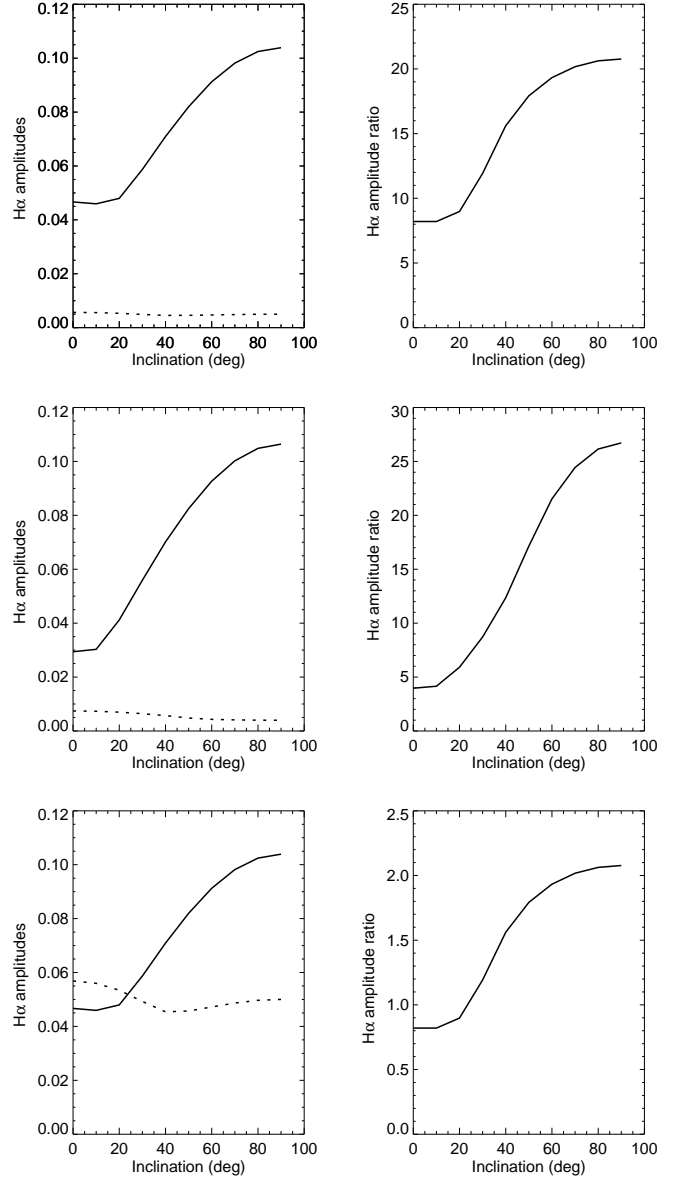 Hα amplitudes
0.12
0.10
0.08
0.06
0.04
0.02
0.00
0 20 40 60 80 100
Inclination (deg)
Hα amplitude ratio
25
20
15
10
5
0
0 20 40 60 80 100
Inclination (deg)
Hα amplitudes
0.12
0.10
0.08
0.06
0.04
0.02
0.00
0 20 40 60 80 100
Inclination (deg)
Hα amplitude ratio
30
25
20
15
10
5
0
0 20 40 60 80 100
Inclination (deg)
Hα amplitudes
0.12
0.10
0.08
0.06
0.04
0.02
0.00
0 20 40 60 80 100
Inclination (deg)
Hα amplitude ratio
2.5
2.0
1.5
1.0
0.5
0.0
0 20 40 60 80 100
Inclination (deg)